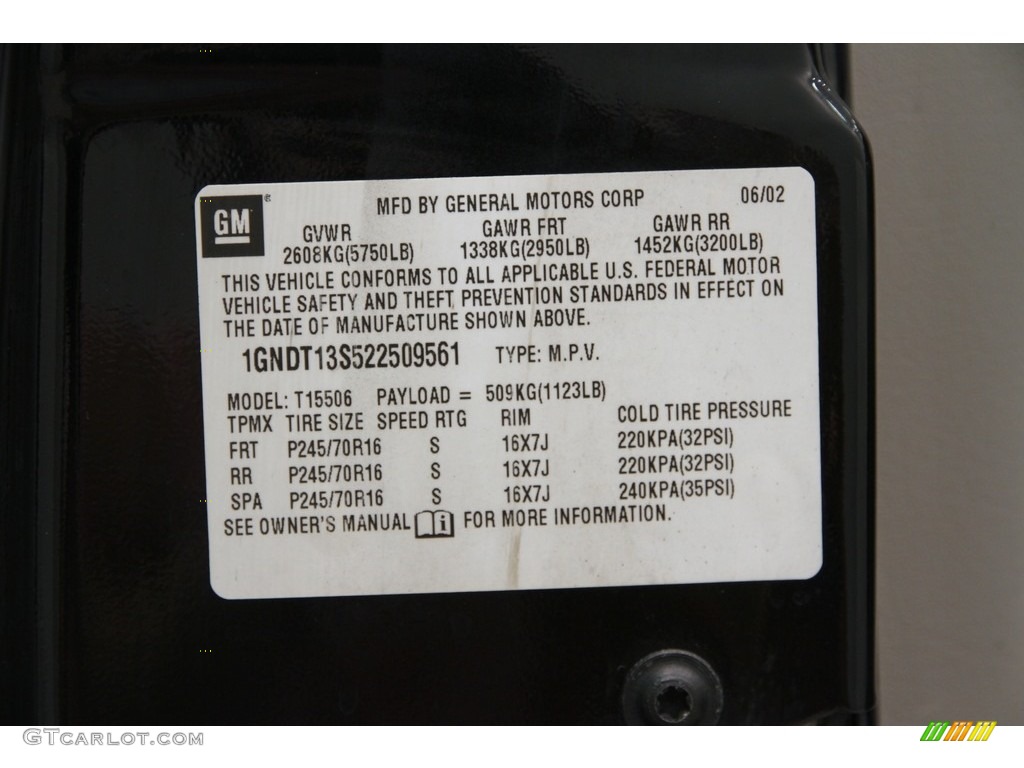 GM ®
MFD BY GENERAL MOTORS CORP 06/02
GVWR GAWR FRT GAWR RR
2608KG(5750LB) 1338KG(2950LB) 1452KG(3200LB)
THIS VEHICLE CONFORMS TO ALL APPLICABLE U.S. FEDERAL MOTOR
VEHICLE SAFETY AND THEFT PREVENTION STANDARDS IN EFFECT ON
THE DATE OF MANUFACTURE SHOWN ABOVE.
1GNDT13S522509561 TYPE: M.P.V.
MODEL: T15506 PAYLOAD = 509KG(1123LB)
TPMX TIRE SIZE SPEED RTG RIM COLD TIRE PRESSURE
FRT P245/70R16 S 16X7J 220KPA(32PSI)
RR P245/70R16 S 16X7J 220KPA(32PSI)
SPA P245/70R16 S 16X7J 240KPA(35PSI)
SEE OWNER'S MANUAL i FOR MORE INFORMATION.
GTCarLot.com